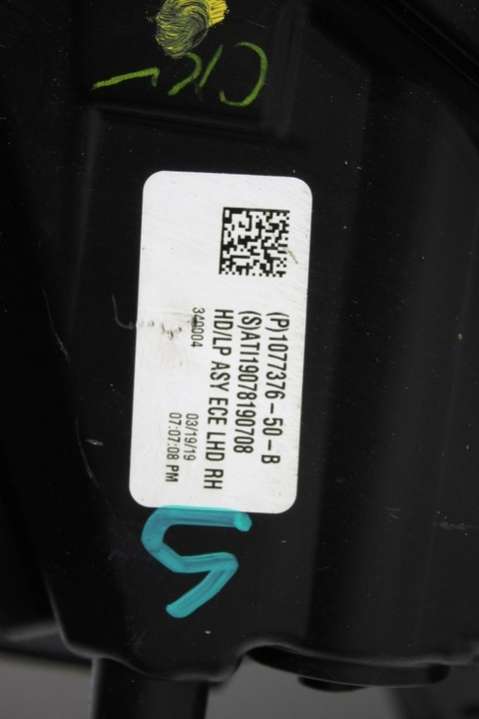 (P)1077376-50-B
(S)ATI19078190708
HD/LP ASY ECE LHD RH
340004
03/19/19
07:07:08 PM